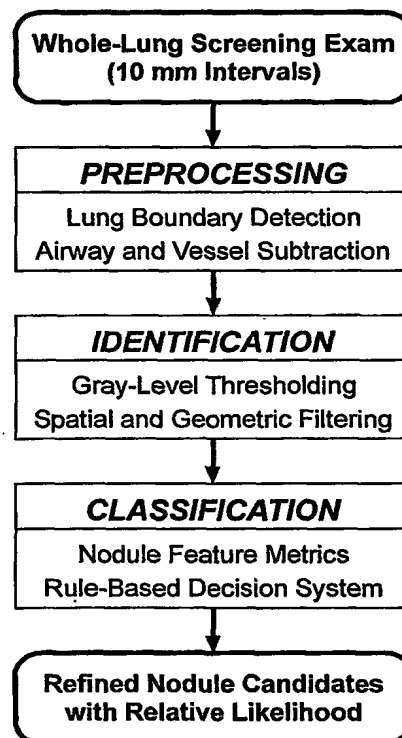 Whole-Lung Screening Exam
(10 mm Intervals)
PREPROCESSING
Lung Boundary Detection
Airway and Vessel Subtraction
IDENTIFICATION
Gray-Level Thresholding
Spatial and Geometric Filtering
CLASSIFICATION
Nodule Feature Metrics
Rule-Based Decision System
Refined Nodule Candidates
with Relative Likelihood